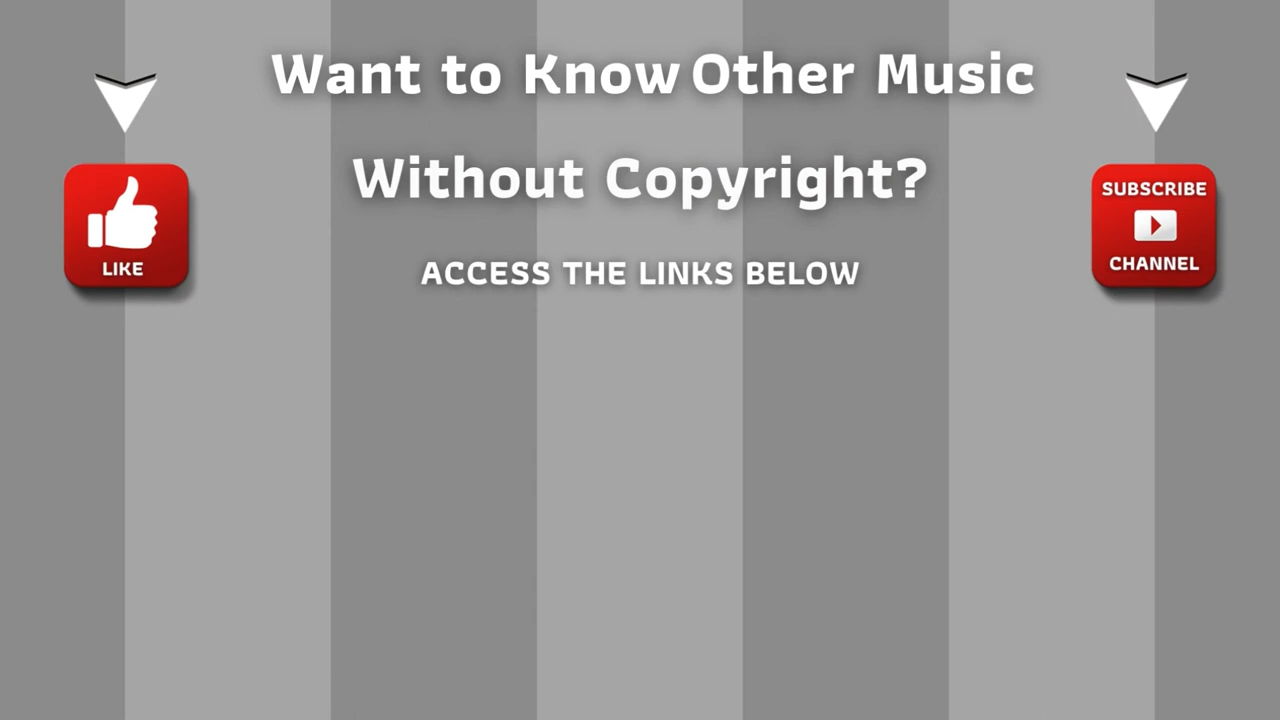 Want to Know Other Music
Without Copyright?
ACCESS THE LINKS BELOW
LIKE
SUBSCRIBE
CHANNEL